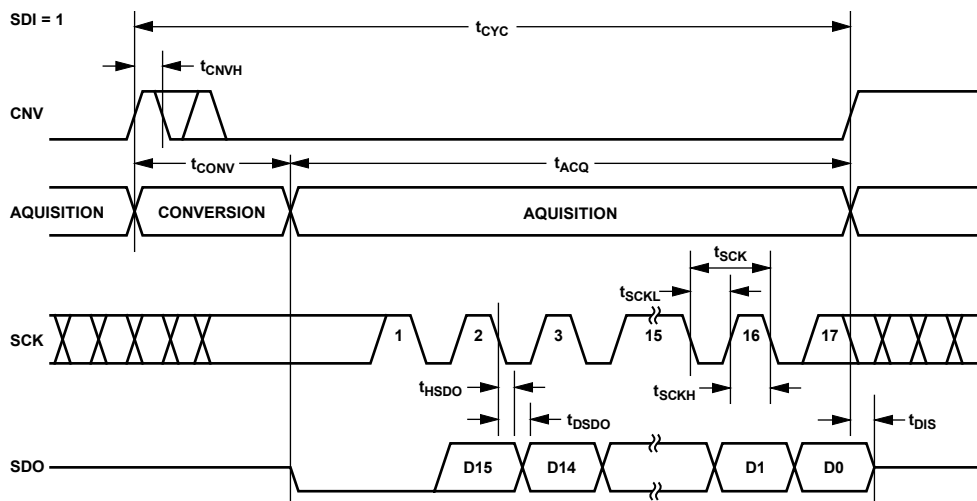 SDI = 1
tCYC
tCNVH
CNV
tCONV
tACQ
AQUISITION CONVERSION AQUISITION
tSCK
tSCKL
SCK 1 2 3 15 16 17
tHSDO
tSCKH
tDSDO
tDIS
SDO D15 D14 D1 D0